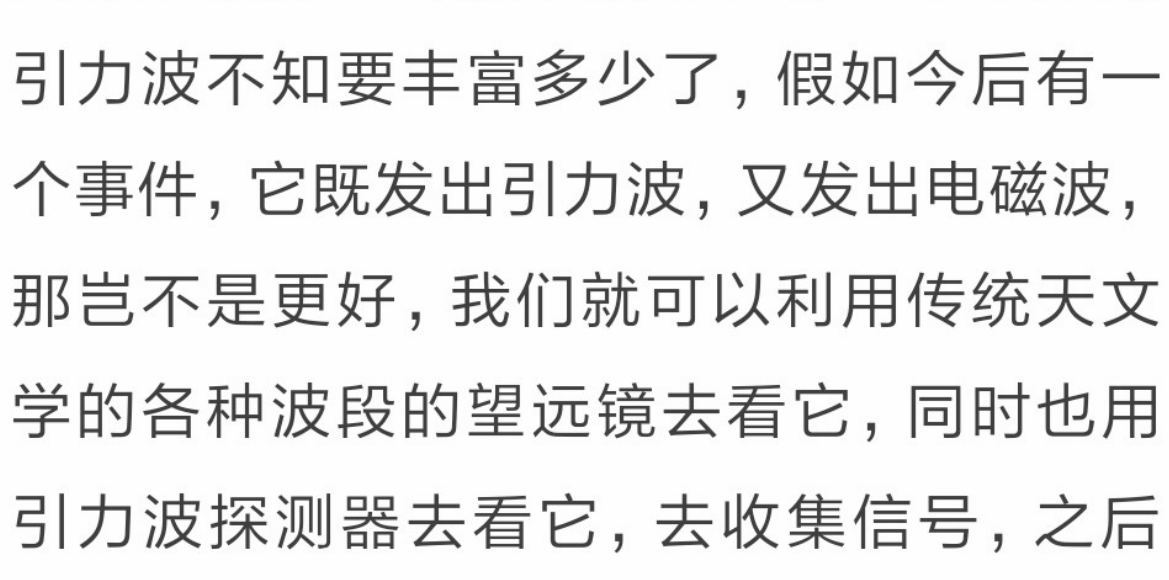 引力波不知要丰富多少了，假如今后有一
个事件，它既发出引力波，又发出电磁波，
那岂不是更好，我们就可以利用传统天文
学的各种波段的望远镜去看它，同时也用
引力波探测器去看它，去收集信号，之后